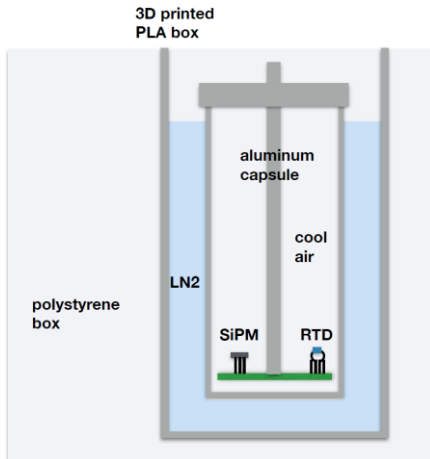 3D printed
PLA box
aluminum
capsule
cool
air
LN2
polystyrene
box
SiPM
RTD